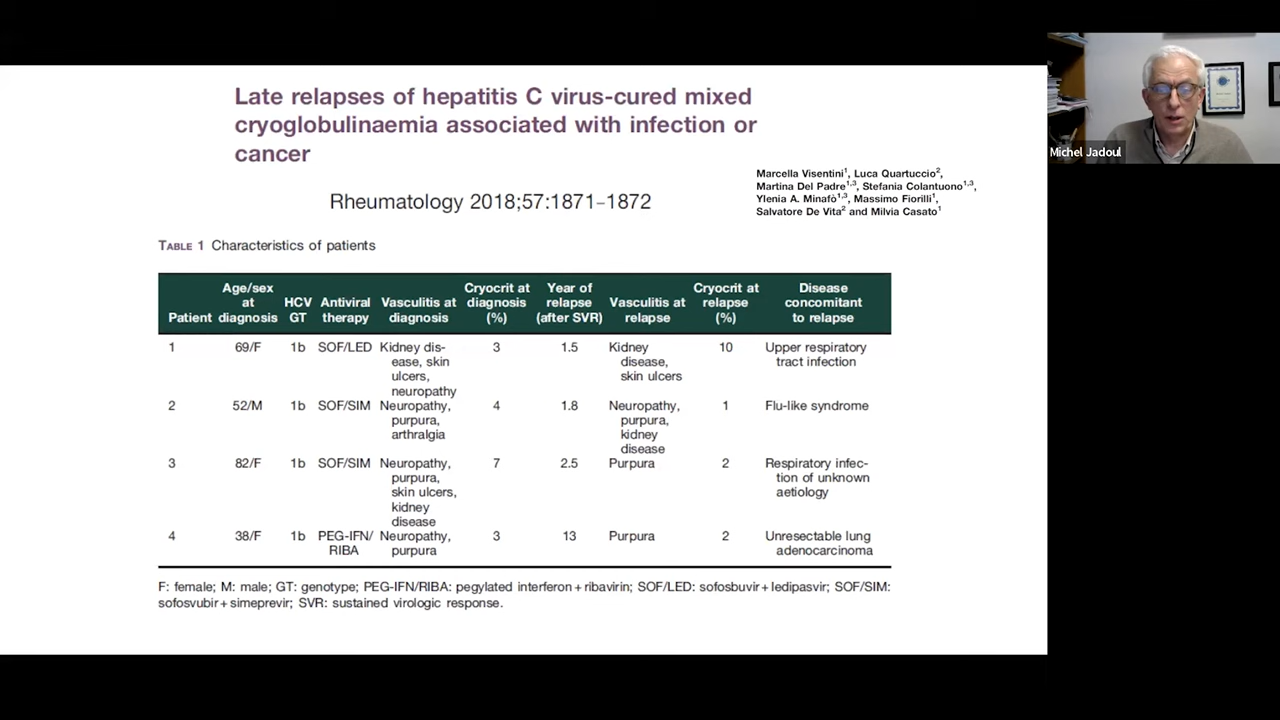 Late relapses of hepatitis C virus-cured mixed
cryoglobulinaemia associated with infection or
cancer
Marcella Visentini1, Luca Quartuccio2,
Martina Del Padre1,3, Stefania Colantuono1,3,
Ylenia A. Minafò1,3, Massimo Fiorilli1,
Salvatore De Vita2 and Milvia Casato1
Rheumatology 2018;57:1871–1872
Michel Jadoul
TABLE 1 Characteristics of patients
Patient Age/sex at diagnosis HCV GT Antiviral therapy Vasculitis at diagnosis Cryocrit at diagnosis (%) Year of relapse (after SVR) Vasculitis at relapse Cryocrit at relapse (%) Disease concomitant to relapse
1 69/F 1b SOF/LED Kidney dis-ease, skin ulcers, neuropathy 3 1.5 Kidney disease, skin ulcers 10 Upper respiratory tract infection
2 52/M 1b SOF/SIM Neuropathy, purpura, arthralgia 4 1.8 Neuropathy, purpura, kidney disease 1 Flu-like syndrome
3 82/F 1b SOF/SIM Neuropathy, purpura, skin ulcers, kidney disease 7 2.5 Purpura 2 Respiratory infec-tion of unknown aetiology
4 38/F 1b PEG-IFN/RIBA Neuropathy, purpura 3 13 Purpura 2 Unresectable lung adenocarcinoma
F: female; M: male; GT: genotype; PEG-IFN/RIBA: pegylated interferon + ribavirin; SOF/LED: sofosbuvir + ledipasvir; SOF/SIM:
sofosvubir + simeprevir; SVR: sustained virologic response.